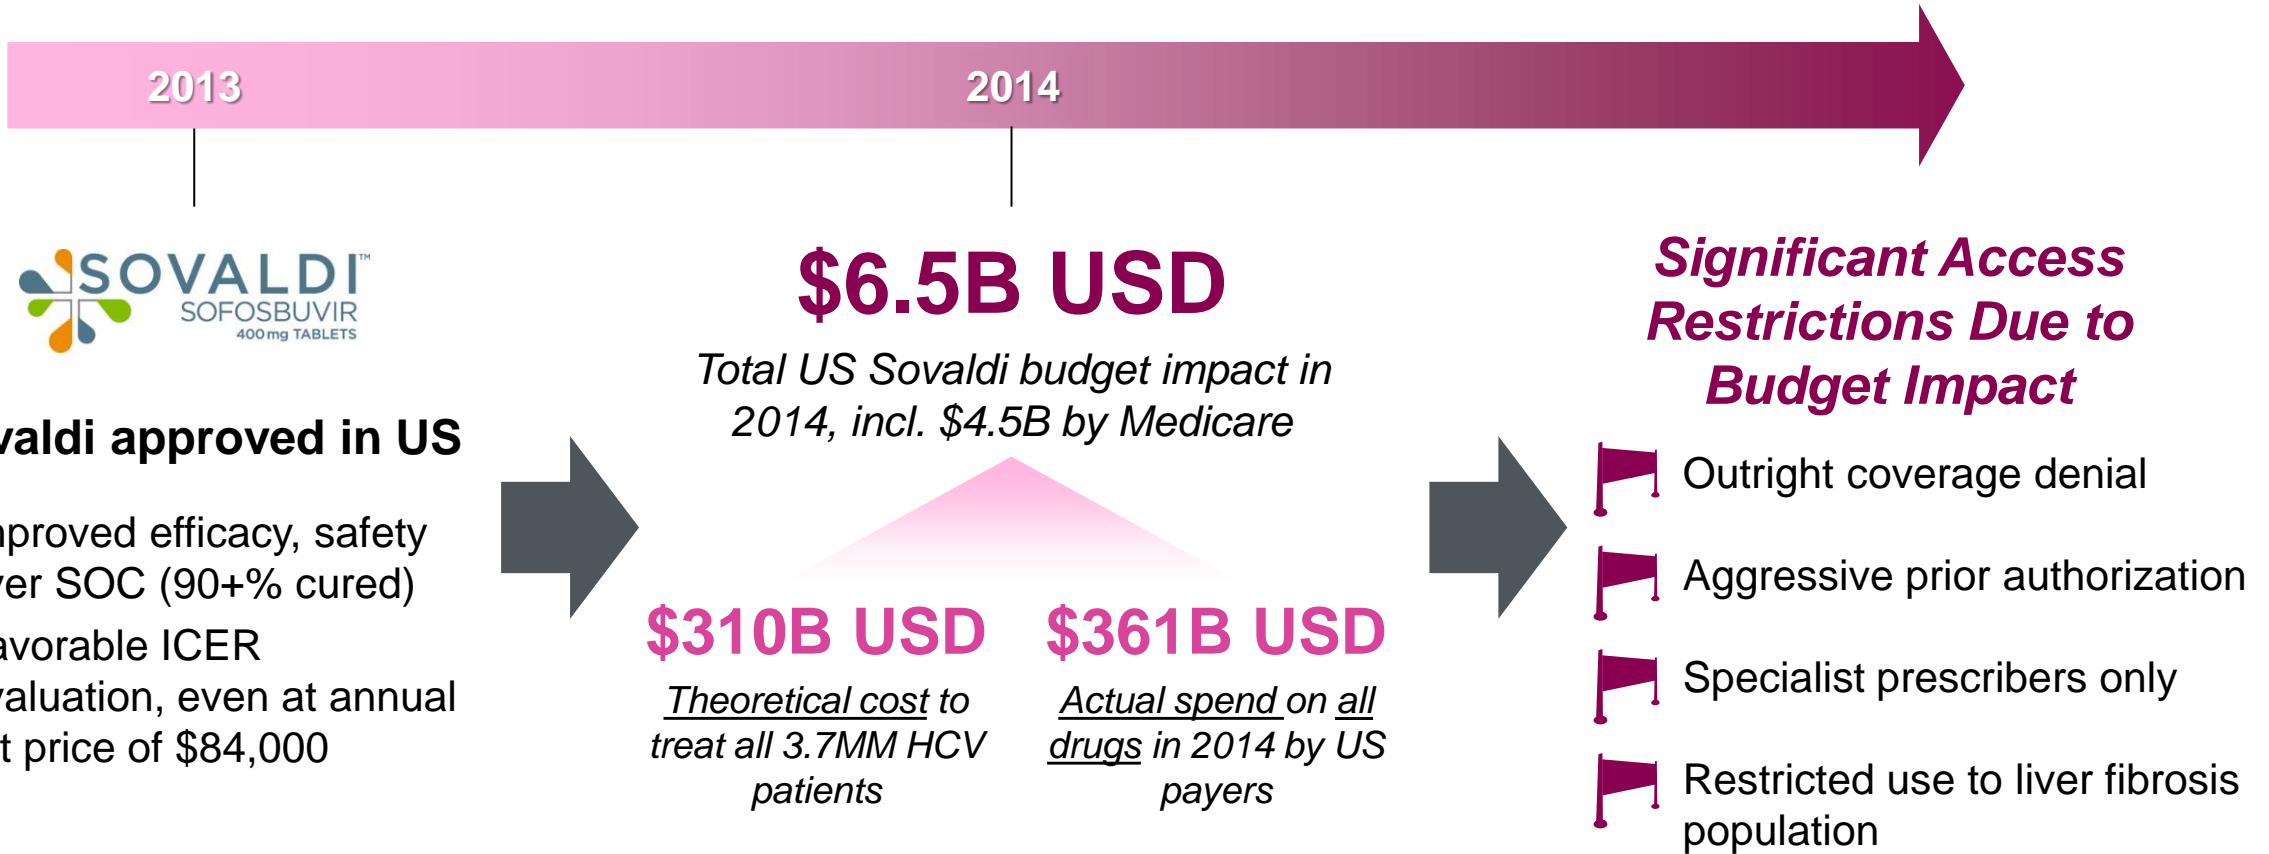 2013
2014
SOVALDI™
SOFOSBUVIR
400 mg TABLETS
valdi approved in US
nproved efficacy, safety
ver SOC (90+% cured)
avorable ICER
valuation, even at annual
t price of $84,000
$6.5B USD
Total US Sovaldi budget impact in
2014, incl. $4.5B by Medicare
$310B USD
Theoretical cost to
treat all 3.7MM HCV
patients
$361B USD
Actual spend on all
drugs in 2014 by US
payers
Significant Access
Restrictions Due to
Budget Impact
Outright coverage denial
Aggressive prior authorization
Specialist prescribers only
Restricted use to liver fibrosis
population